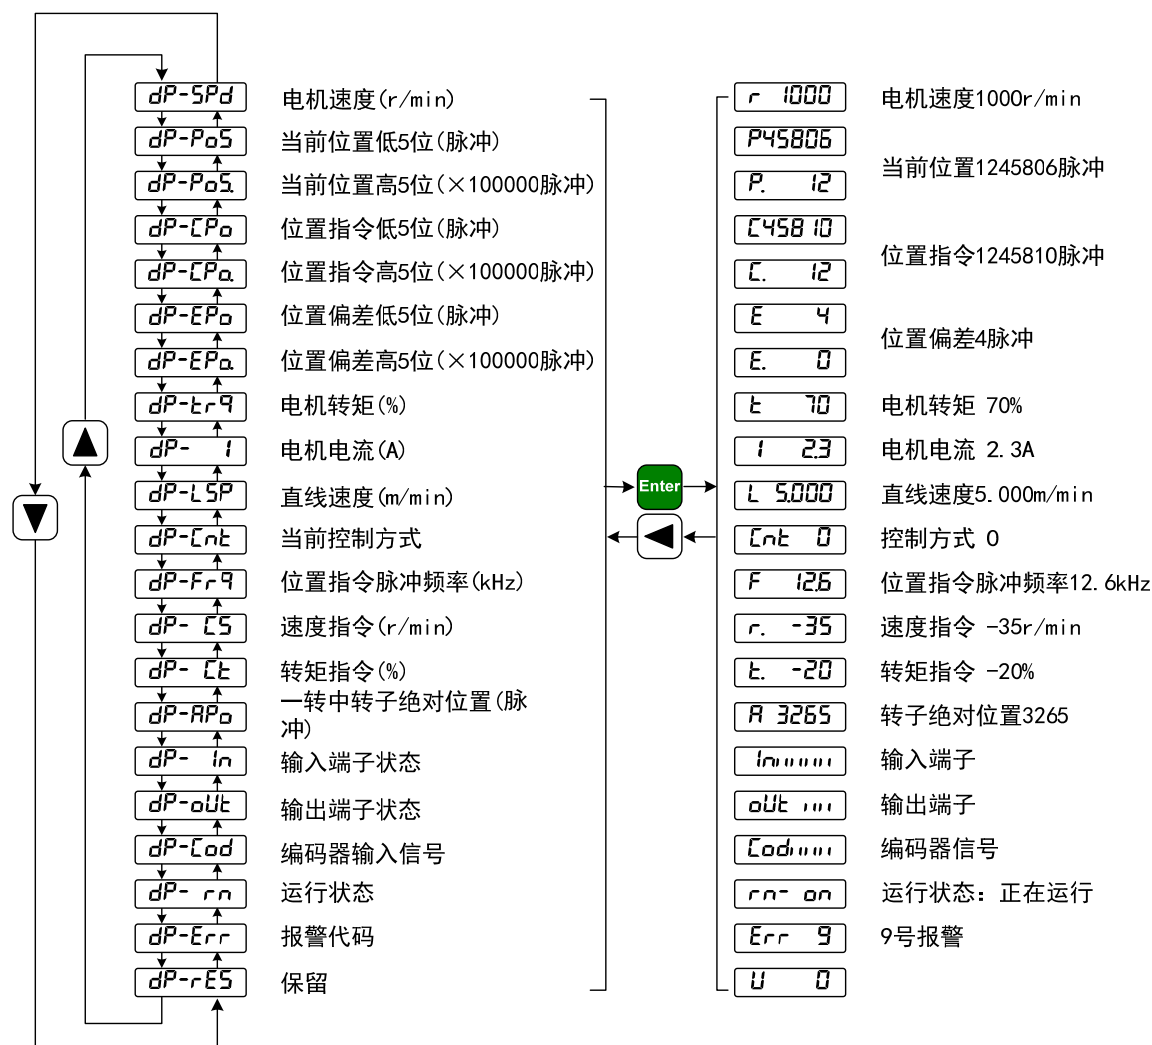 dP-SPd 电机速度(r/min) r 1000 电机速度1000r/min
dP-PoS 当前位置低5位(脉冲) P45806
当前位置1245806脉冲
dP-PoS. 当前位置高5位(×100000脉冲) P. 12
dP-CPo 位置指令低5位(脉冲) C45810
位置指令1245810脉冲
dP-CPo. 位置指令高5位(×100000脉冲) C. 12
dP-EPo 位置偏差低5位(脉冲) E 4
位置偏差4脉冲
dP-EPo. 位置偏差高5位(×100000脉冲) E. 0
dP-trq 电机转矩(%) t 70 电机转矩 70%
dP- I 电机电流(A) I 2.3 电机电流 2.3A
dP-LSP 直线速度(m/min) Enter L 5.000 直线速度5.000m/min
dP-Cnt 当前控制方式 Cnt 0 控制方式 0
dP-Frq 位置指令脉冲频率(kHz) F 12.6 位置指令脉冲频率12.6kHz
dP- CS 速度指令(r/min) r. -35 速度指令 -35r/min
dP- Ct 转矩指令(%) t. -20 转矩指令 -20%
dP-APo 一转中转子绝对位置(脉
冲) A 3265 转子绝对位置3265
dP- In 输入端子状态 In 输入端子
dP-oUt 输出端子状态 oUt 输出端子
dP-Cod 编码器输入信号 Cod 编码器信号
dP- rn 运行状态 rn- on 运行状态：正在运行
dP-Err 报警代码 Err 9 9号报警
dP-rES 保留 U 0